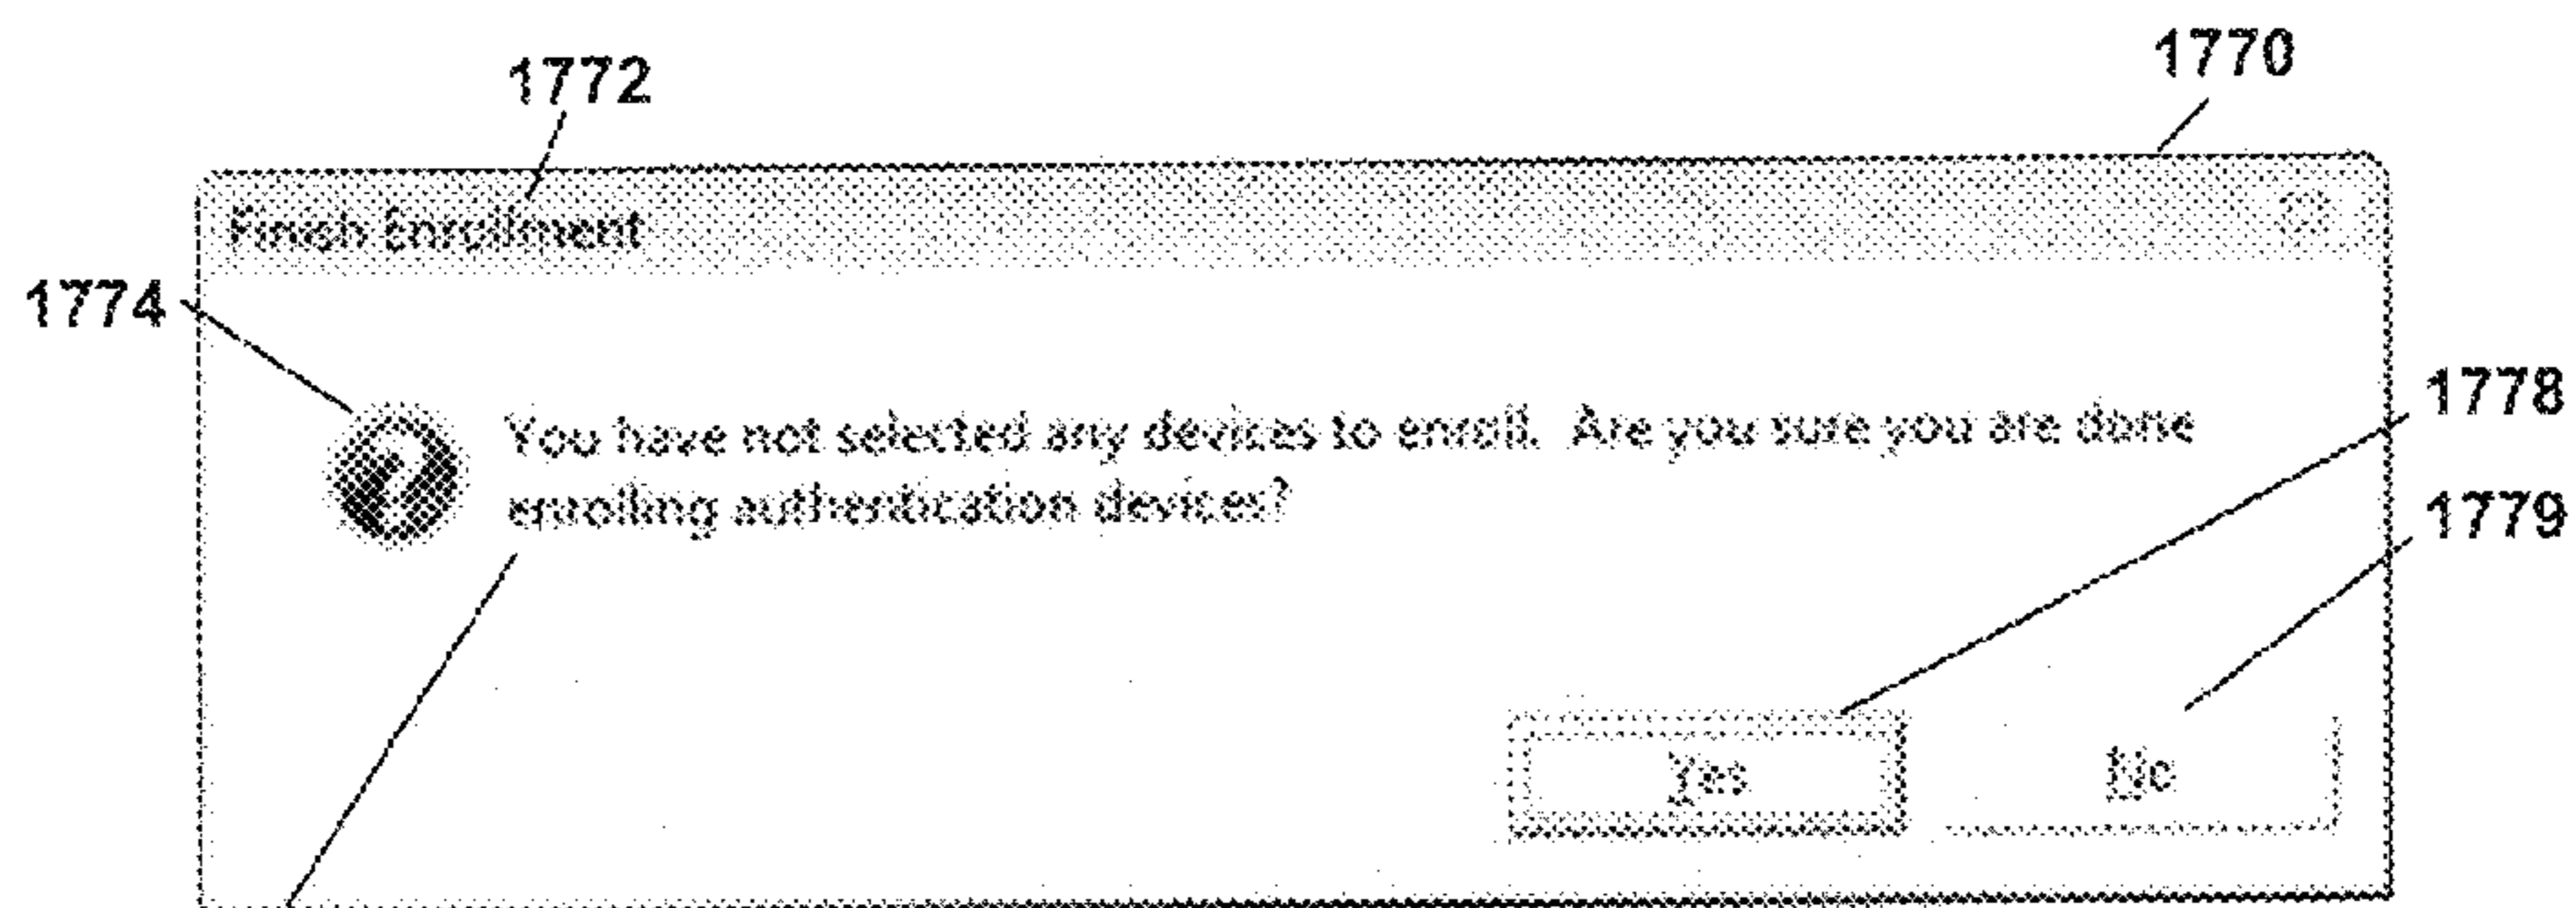 1772
1770
Finish Enrollment
1774
You have not selected any devices to enroll. Are you sure you are done
enrolling authentication devices?
1778
1779
Yes
No